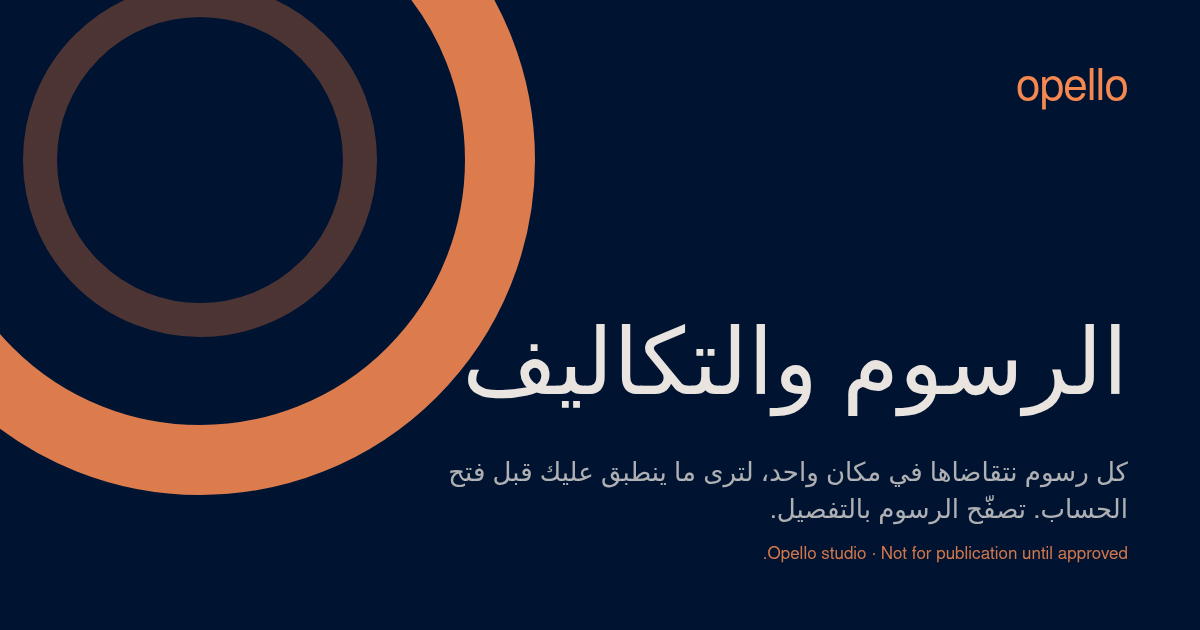 opello
الرسوم والتكاليف
كل رسوم نتقاضاها في مكان واحد، لترى ما ينطبق عليك قبل فتح
الحساب. تصفّح الرسوم بالتفصيل.
Opello studio · Not for publication until approved.